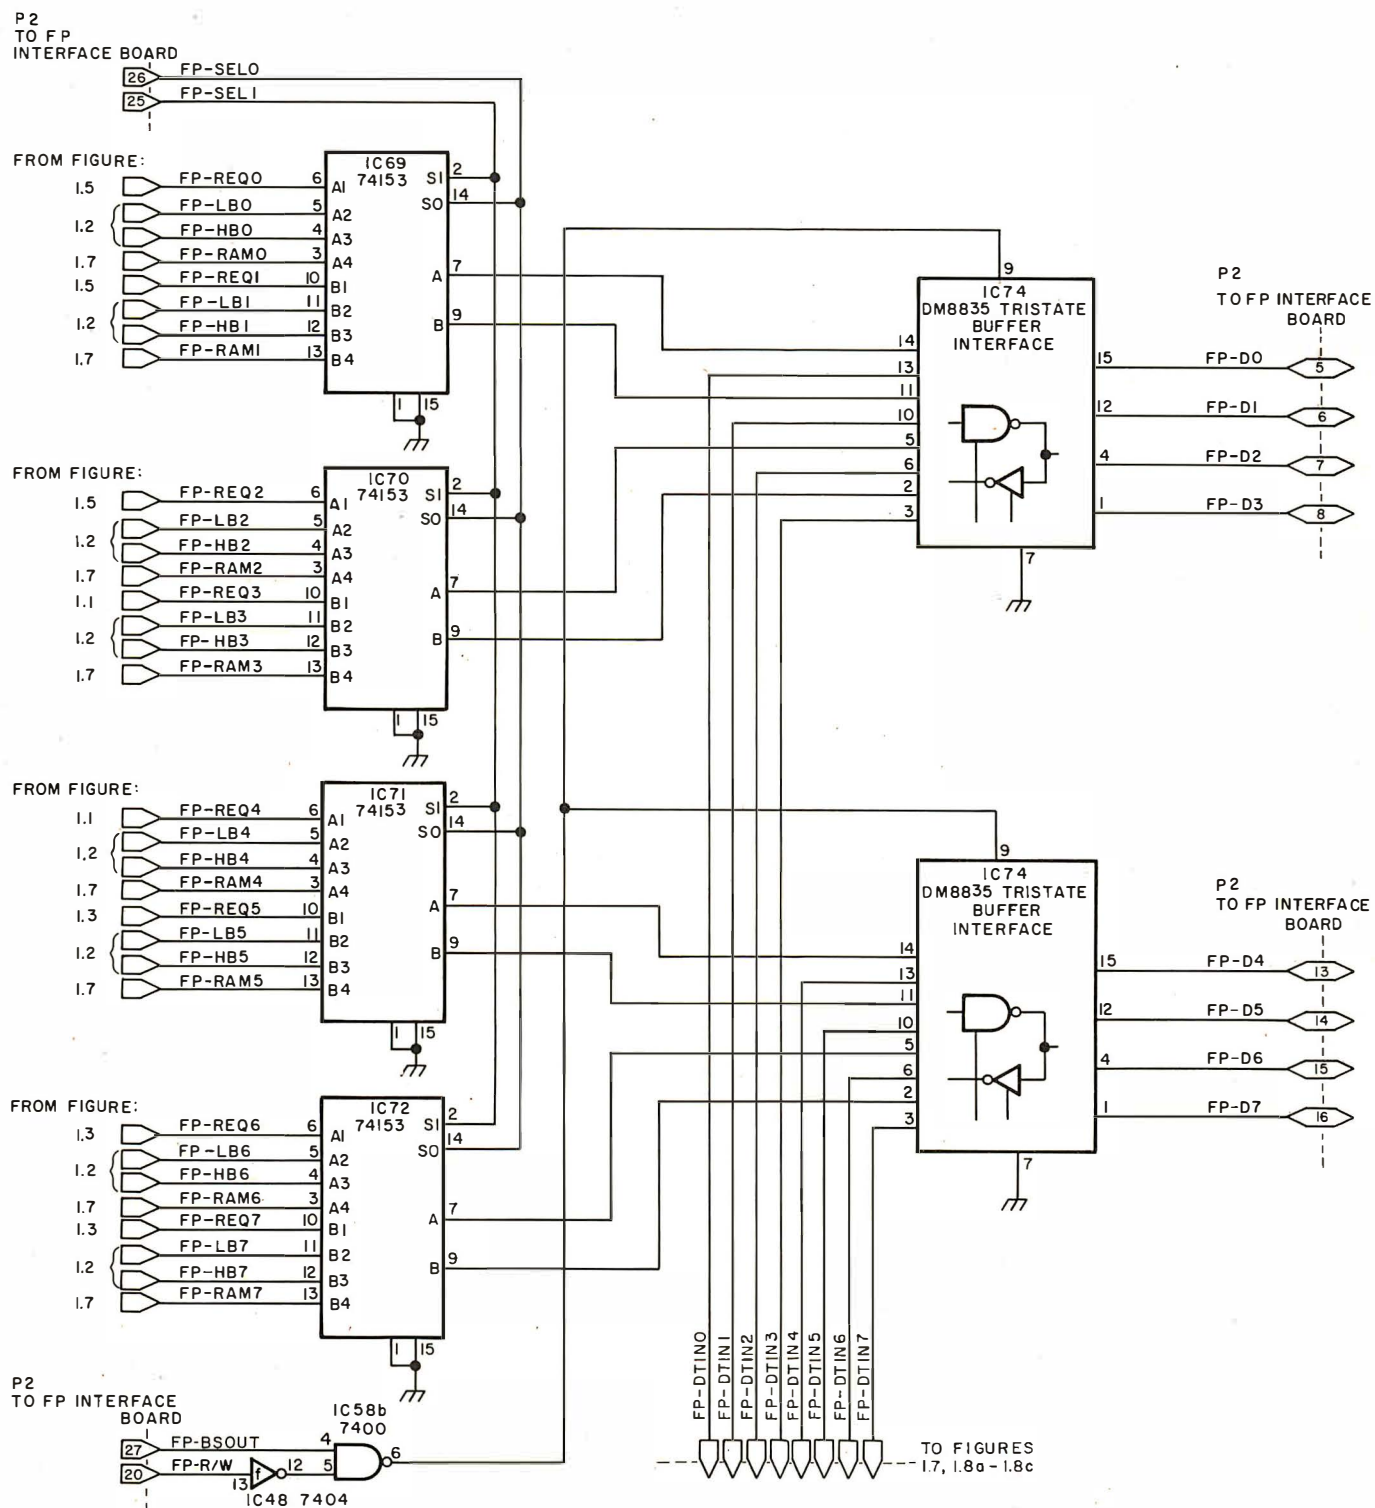 P2
TO FP
INTERFACE BOARD
26 FP-SEL0
25 FP-SEL1
FROM FIGURE:
1.5 FP-REQ0 6 A1
1.2 FP-LB0 5 A2
FP-HB0 4 A3
1.7 FP-RAM0 3 A4
1.5 FP-REQ1 10 B1
1.2 FP-LB1 11 B2
FP-HB1 12 B3
1.7 FP-RAM1 13 B4
IC69
74153
S1 2
S0 14
A 7
B 9
1 15
FROM FIGURE:
1.5 FP-REQ2 6 A1
1.2 FP-LB2 5 A2
FP-HB2 4 A3
1.7 FP-RAM2 3 A4
1.1 FP-REQ3 10 B1
1.2 FP-LB3 11 B2
FP-HB3 12 B3
1.7 FP-RAM3 13 B4
IC70
74153
S1 2
S0 14
A 7
B 9
1 15
FROM FIGURE:
1.1 FP-REQ4 6 A1
1.2 FP-LB4 5 A2
FP-HB4 4 A3
1.7 FP-RAM4 3 A4
1.3 FP-REQ5 10 B1
1.2 FP-LB5 11 B2
FP-HB5 12 B3
1.7 FP-RAM5 13 B4
IC71
74153
S1 2
S0 14
A 7
B 9
1 15
FROM FIGURE:
1.3 FP-REQ6 6 A1
1.2 FP-LB6 5 A2
FP-HB6 4 A3
1.7 FP-RAM6 3 A4
1.3 FP-REQ7 10 B1
1.2 FP-LB7 11 B2
FP-HB7 12 B3
1.7 FP-RAM7 13 B4
IC72
74153
S1 2
S0 14
A 7
B 9
1 15
P2
TO FP INTERFACE
BOARD
27 FP-BSOUT 4
20 FP-R/W 13 f 12 5
IC48 7404
IC58b
7400
6
9
IC74
DM8835 TRISTATE
BUFFER
INTERFACE
14
13
11
10
5
6
2
3
7
P2
TO FP INTERFACE
BOARD
15 FP-D0 5
12 FP-D1 6
4 FP-D2 7
1 FP-D3 8
9
IC74
DM8835 TRISTATE
BUFFER
INTERFACE
14
13
11
10
5
6
2
3
7
P2
TO FP INTERFACE
BOARD
15 FP-D4 13
12 FP-D5 14
4 FP-D6 15
1 FP-D7 16
FP-DTIN0
FP-DTIN1
FP-DTIN2
FP-DTIN3
FP-DTIN4
FP-DTIN5
FP-DTIN6
FP-DTIN7
TO FIGURES
1.7, 1.8a-1.8c